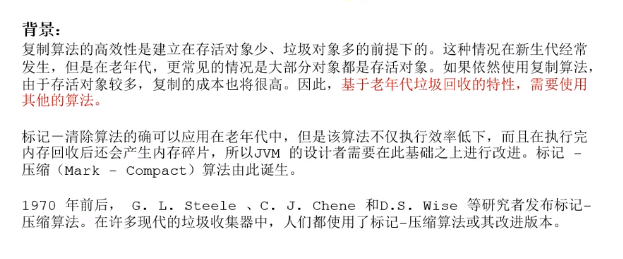 背景:
复制算法的高效性是建立在存活对象少、垃圾对象多的前提下的。这种情况在新生代经常
发生，但是在老年代，更常见的情况是大部分对象都是存活对象。如果依然使用复制算法，
由于存活对象较多，复制的成本也将很高。因此，基于老年代垃圾回收的特性，需要使用
其他的算法。
标记一清除算法的确可以应用在老年代中，但是该算法不仅执行效率低下，而且在执行完
内存回收后还会产生内存碎片，所以JVM 的设计者需要在此基础之上进行改进。标记 -
压缩（Mark - Compact）算法由此诞生。
1970 年前后， G. L. Steele 、C. J. Chene 和D.S. Wise 等研究者发布标记-
压缩算法。在许多现代的垃圾收集器中，人们都使用了标记-压缩算法或其改进版本。